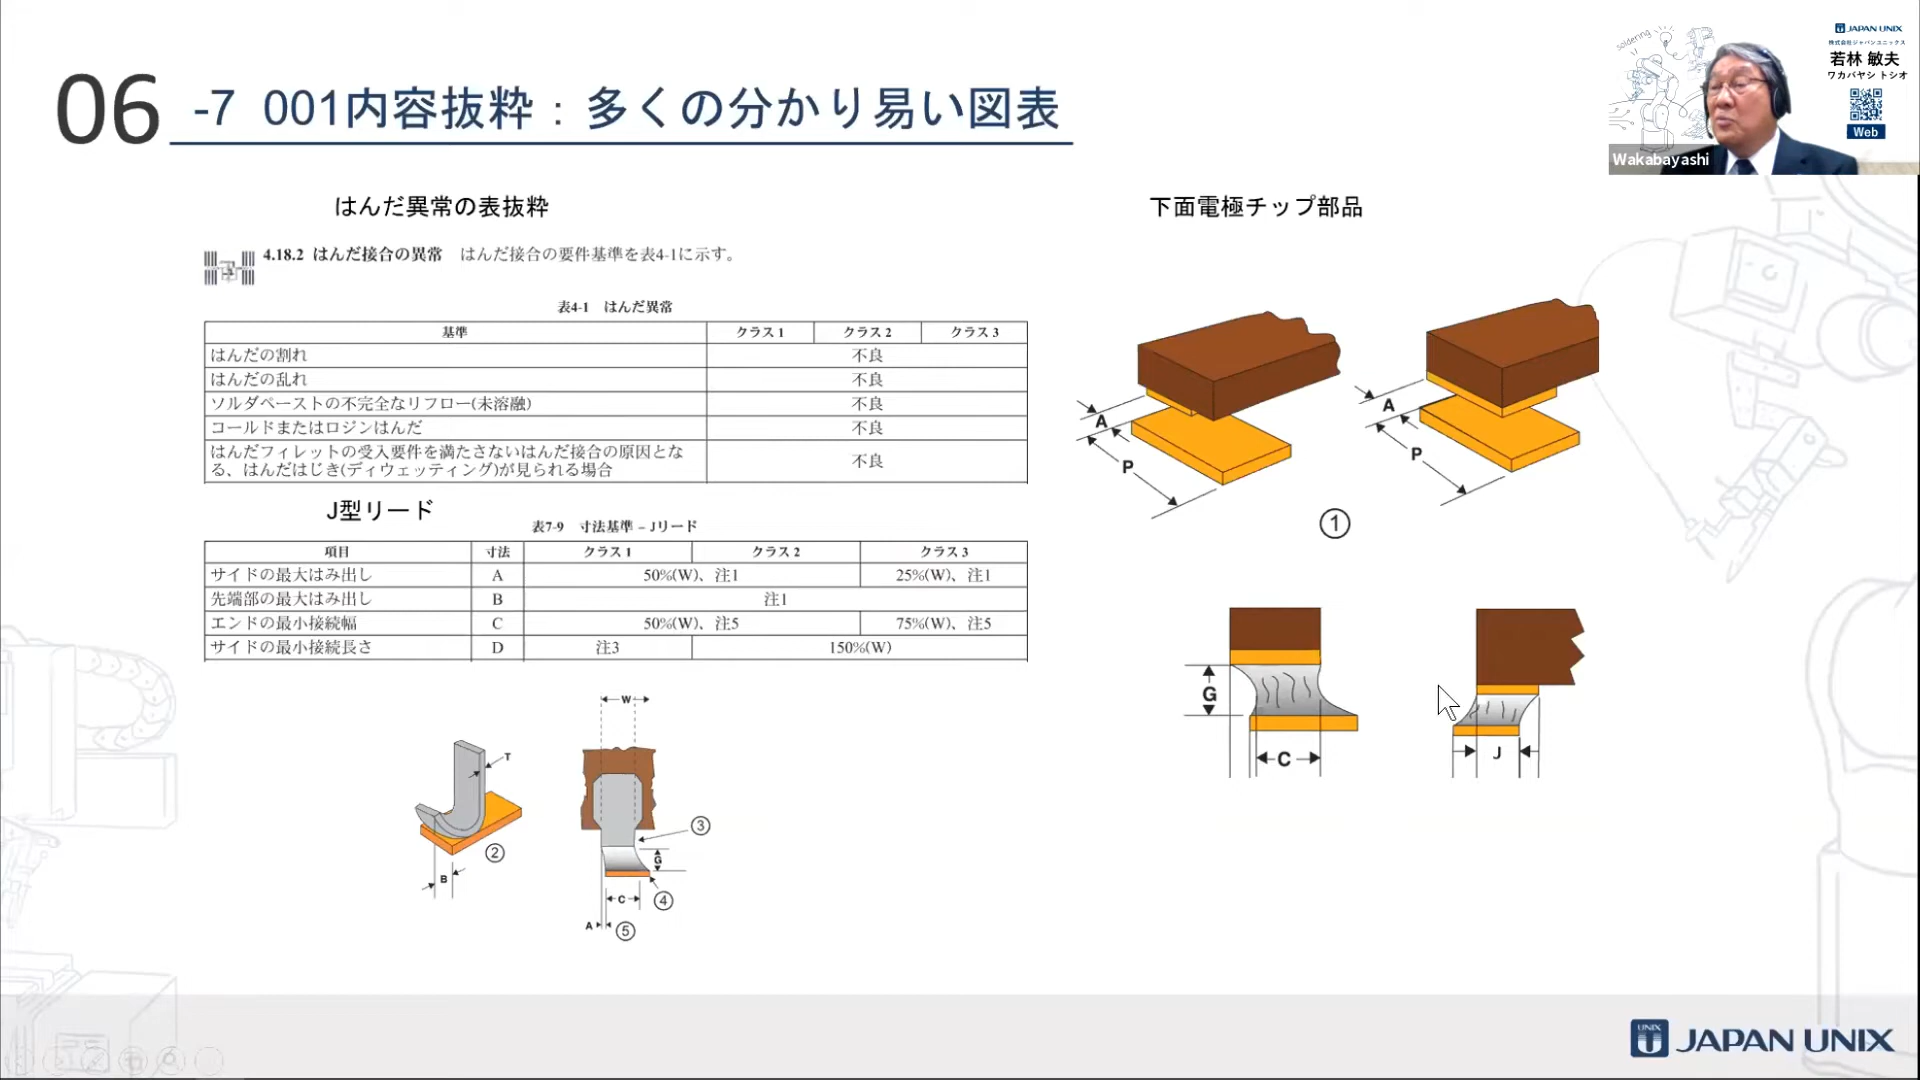 06 -7 001内容抜粋：多くの分かり易い図表
soldering
JAPAN UNIX
株式会社ジャパンユニックス
若林 敏夫
ワカバヤシ トシオ
Web
Wakabayashi
はんだ異常の表抜粋
4.18.2 はんだ接合の異常 はんだ接合の要件基準を表4-1に示す。
表4-1 はんだ異常
基準 クラス1 クラス2 クラス3
はんだの割れ 不良
はんだの乱れ 不良
ソルダペーストの不完全なリフロー(未溶融) 不良
コールドまたはロジンはんだ 不良
はんだフィレットの受入要件を満たさないはんだ接合の原因とな
る、はんだはじき(ディウェッティング)が見られる場合 不良
J型リード
表7-9 寸法基準 – Jリード
項目 寸法 クラス1 クラス2 クラス3
サイドの最大はみ出し A 50%(W)、注1 25%(W)、注1
先端部の最大はみ出し B 注1
エンドの最小接続幅 C 50%(W)、注5 75%(W)、注5
サイドの最小接続長さ D 注3 150%(W)
T
B
②
W
③
G
C
④
A
⑤
下面電極チップ部品
A
P
A
P
①
G
C
J
UNIX
JAPAN UNIX